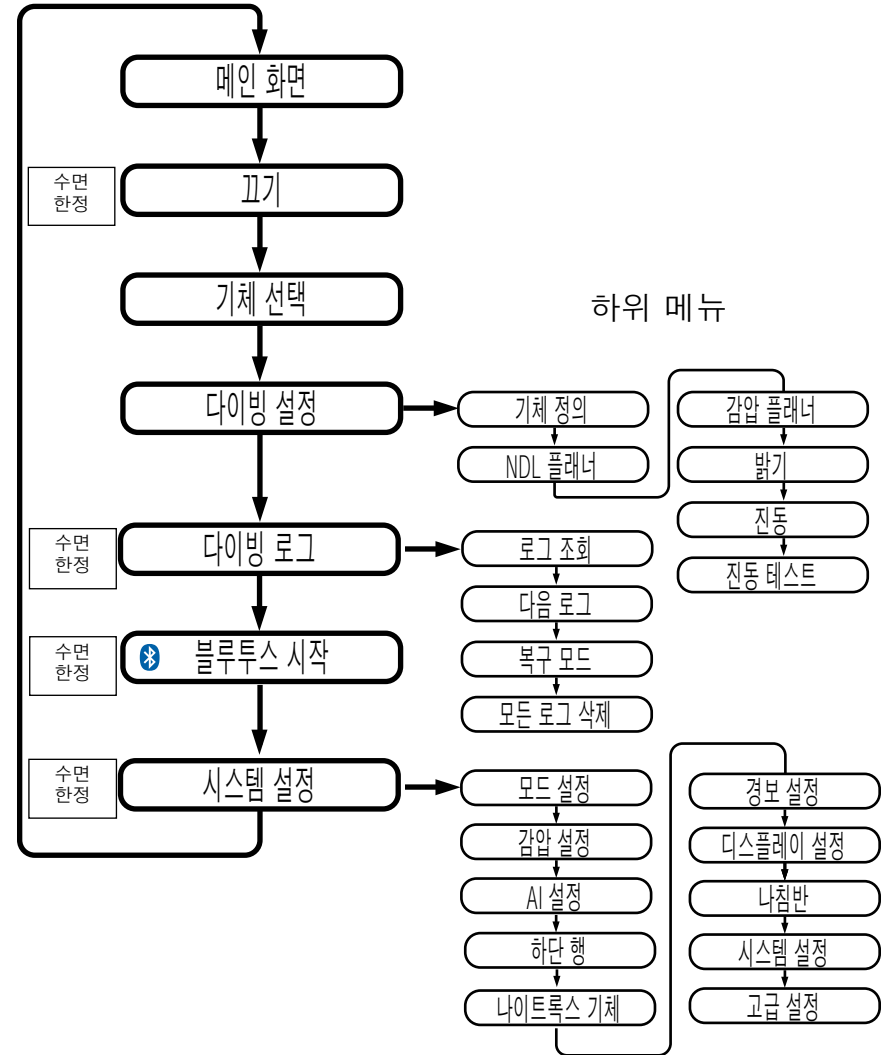 메인 화면
수면
한정
끄기
기체 선택
하위 메뉴
다이빙 설정
기체 정의
NDL 플래너
감압 플래너
밝기
진동
진동 테스트
수면
한정
다이빙 로그
로그 조회
다음 로그
복구 모드
모든 로그 삭제
수면
한정
블루투스 시작
수면
한정
시스템 설정
모드 설정
감압 설정
AI 설정
하단 행
나이트록스 기체
경보 설정
디스플레이 설정
나침반
시스템 설정
고급 설정